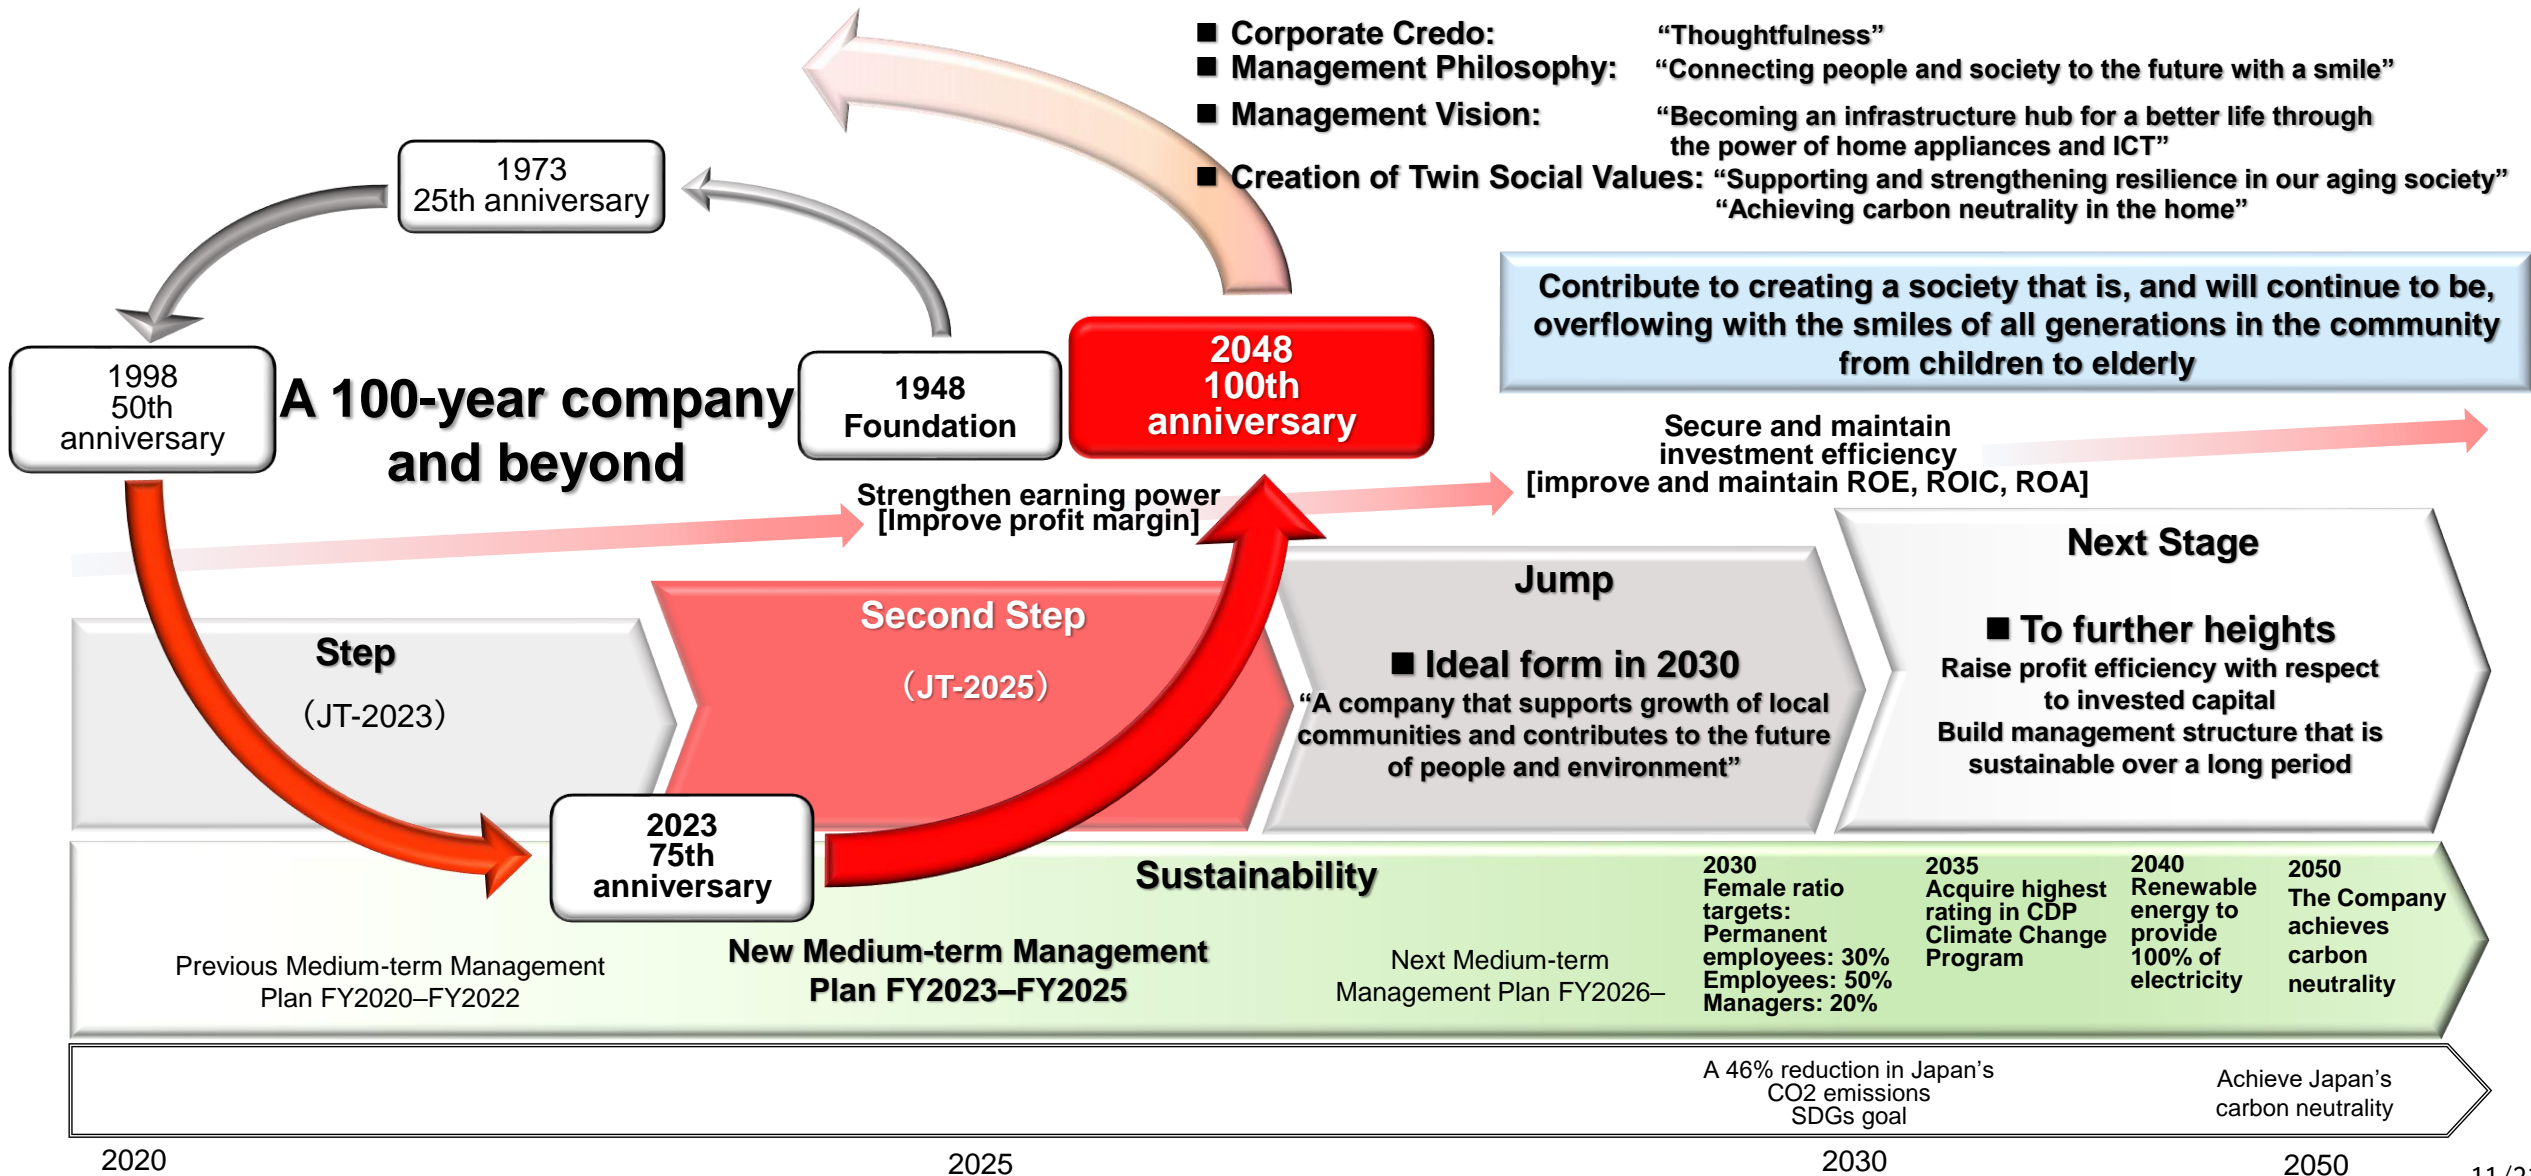 ■ Corporate Credo: “Thoughtfulness”
■ Management Philosophy: “Connecting people and society to the future with a smile”
■ Management Vision: “Becoming an infrastructure hub for a better life through
the power of home appliances and ICT”
■ Creation of Twin Social Values: “Supporting and strengthening resilience in our aging society”
“Achieving carbon neutrality in the home”
1973
25th anniversary
1998
50th
anniversary
A 100-year company
and beyond
1948
Foundation
2048
100th
anniversary
Contribute to creating a society that is, and will continue to be,
overflowing with the smiles of all generations in the community
from children to elderly
Strengthen earning power
[Improve profit margin]
Secure and maintain
investment efficiency
[improve and maintain ROE, ROIC, ROA]
Step
（JT-2023）
Second Step
（JT-2025）
Jump
■ Ideal form in 2030
“A company that supports growth of local
communities and contributes to the future
of people and environment”
Next Stage
■ To further heights
Raise profit efficiency with respect
to invested capital
Build management structure that is
sustainable over a long period
2023
75th
anniversary
Sustainability
Previous Medium-term Management
Plan FY2020–FY2022
New Medium-term Management
Plan FY2023–FY2025
Next Medium-term
Management Plan FY2026–
2030
Female ratio
targets:
Permanent
employees: 30%
Employees: 50%
Managers: 20%
2035
Acquire highest
rating in CDP
Climate Change
Program
2040
Renewable
energy to
provide
100% of
electricity
2050
The Company
achieves
carbon
neutrality
A 46% reduction in Japan’s
CO2 emissions
SDGs goal
Achieve Japan’s
carbon neutrality
2020
2025
2030
2050